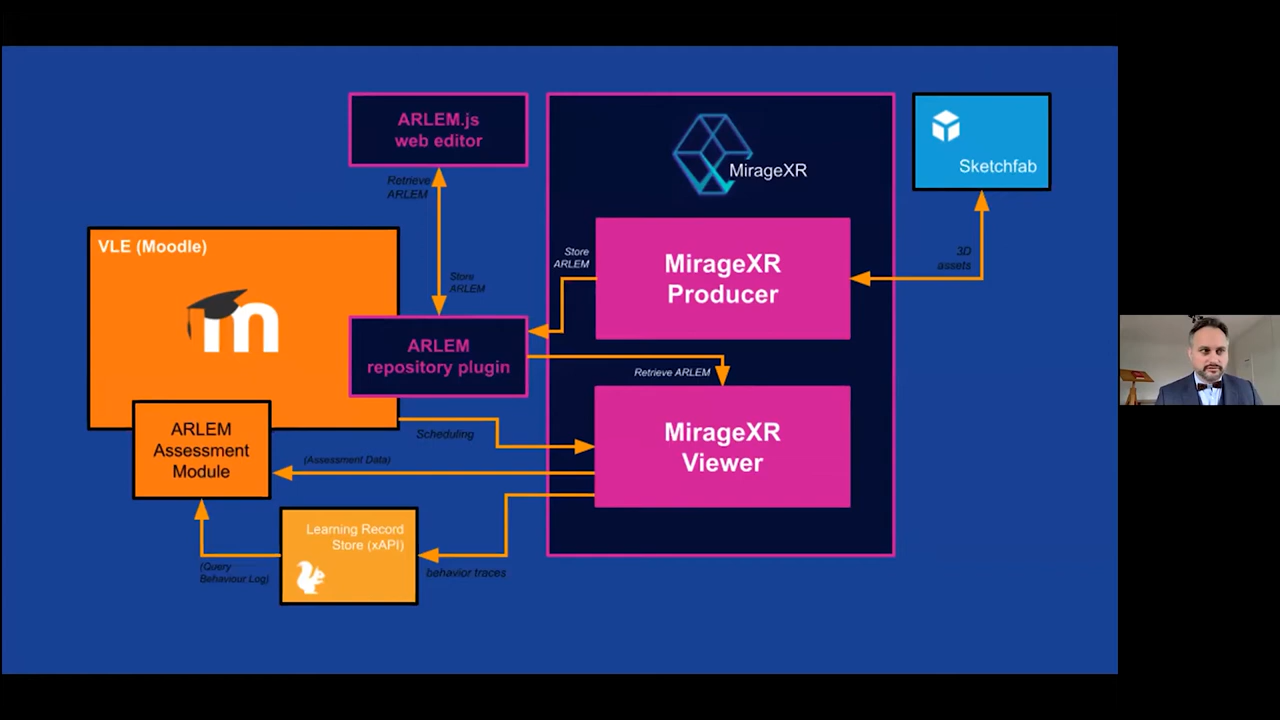 ARLEM.js
web editor
MirageXR
Sketchfab
Retrieve
ARLEM
VLE (Moodle)
m
Store
ARLEM
Store
ARLEM
MirageXR
Producer
3D
assets
ARLEM
repository plugin
Retrieve ARLEM
ARLEM
Assessment
Module
Scheduling
MirageXR
Viewer
(Assessment Data)
Learning Record
Store (xAPI)
(Query
Behaviour Log)
bahavior traces